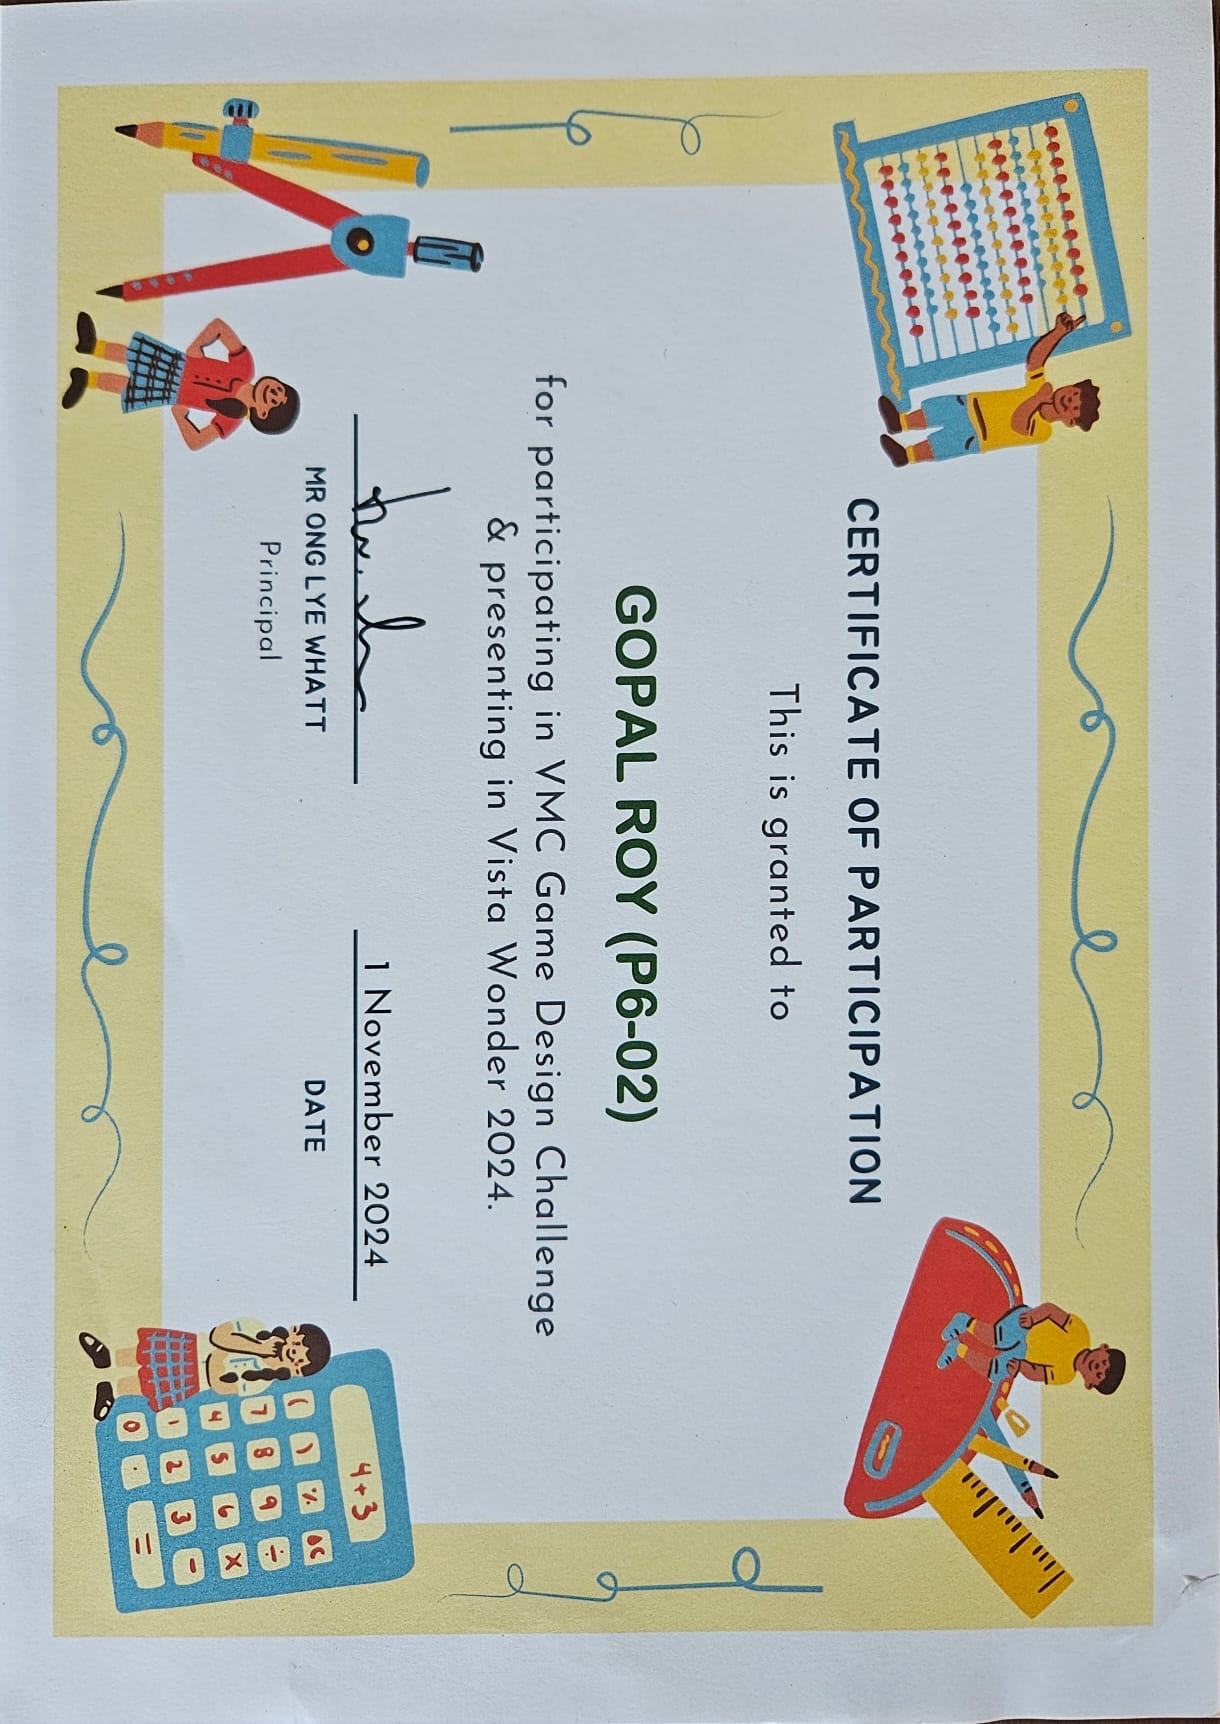 CERTIFICATE OF PARTICIPATION
This is granted to
GOPAL ROY (P6-02)
for participating in VMC Game Design Challenge
& presenting in Vista Wonder 2024.
1 November 2024
MR ONG LYE WHATT
DATE
Principal
4+3
( ) % AC
7 8 9 ÷
4 5 6 x
1 2 3 -
0 . =